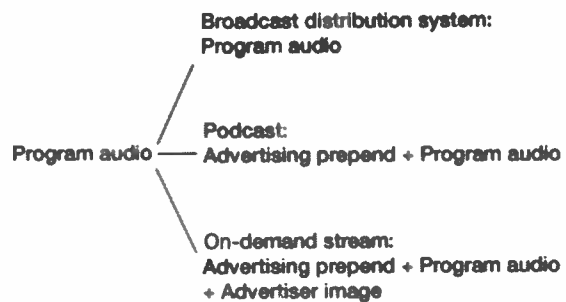 Broadcast distribution system:
Program audio
Podcast:
Program audio
Advertising prepend + Program audio
On-demand stream:
Advertising prepend + Program audio
+ Advertiser image